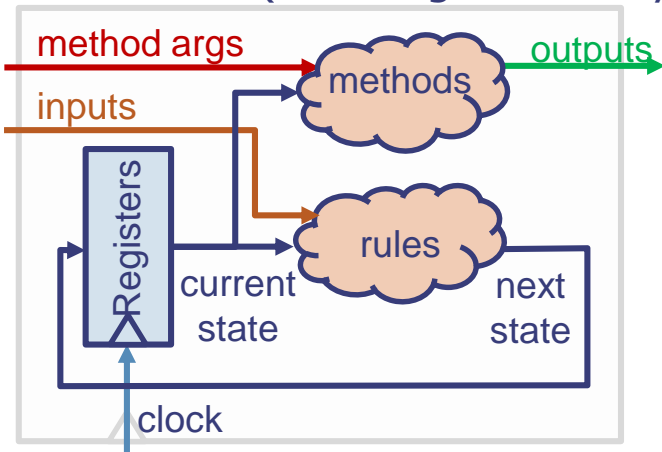 method args
outputs
methods
inputs
Registers
rules
current
state
next
state
clock